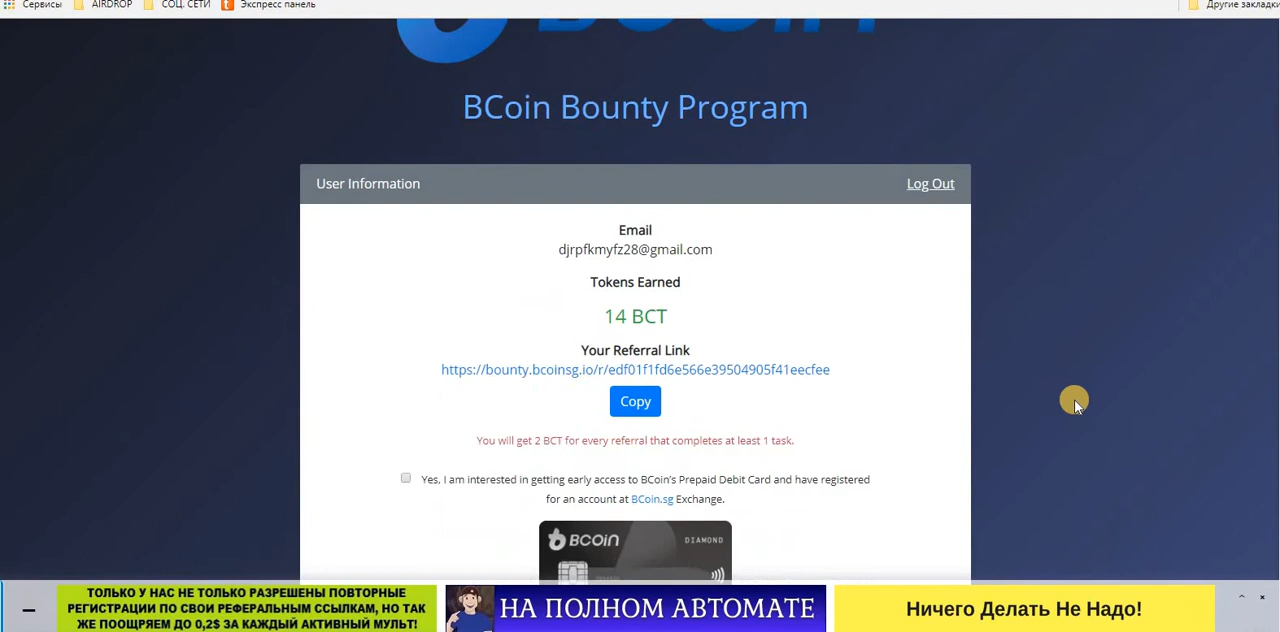 Сервисы AIRDROP СОЦ. СЕТИ Экспресс панель Другие закладки
BCoin
BCoin Bounty Program
User Information Log Out
Email
djrpfkmyfz28@gmail.com
Tokens Earned
14 BCT
Your Referral Link
https://bounty.bcoinsg.io/r/edf01f1fd6e566e39504905f41eecfee
Copy
You will get 2 BCT for every referral that completes at least 1 task.
Yes, I am interested in getting early access to BCoin's Prepaid Debit Card and have registered
for an account at BCoin.sg Exchange.
BCOIN DIAMOND
ТОЛЬКО У НАС НЕ ТОЛЬКО РАЗРЕШЕНЫ ПОВТОРНЫЕ
РЕГИСТРАЦИИ ПО СВОИ РЕФЕРАЛЬНЫМ ССЫЛКАМ, НО ТАК
ЖЕ ПООЩРЯЕМ ДО 0,2$ ЗА КАЖДЫЙ АКТИВНЫЙ МУЛЬТ!
НА ПОЛНОМ АВТОМАТЕ
Ничего Делать Не Надо!